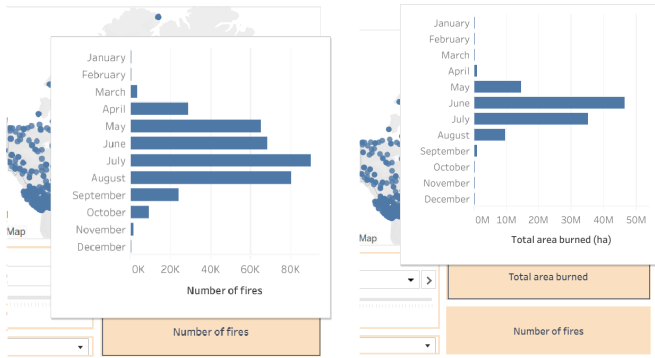 January
February
March
April
May
June
July
August
September
October
November
December
0K 20K 40K 60K 80K
Number of fires
Map
Number of fires
January
February
March
April
May
June
July
August
September
October
November
December
0M 10M 20M 30M 40M 50M
Total area burned (ha)
Map
Total area burned
Number of fires